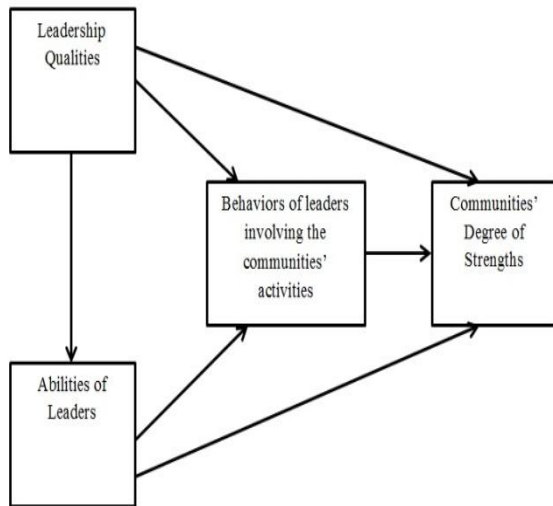 Leadership
Qualities
Behaviors of leaders
involving the
communities’
activities
Communities’
Degree of
Strengths
Abilities of
Leaders